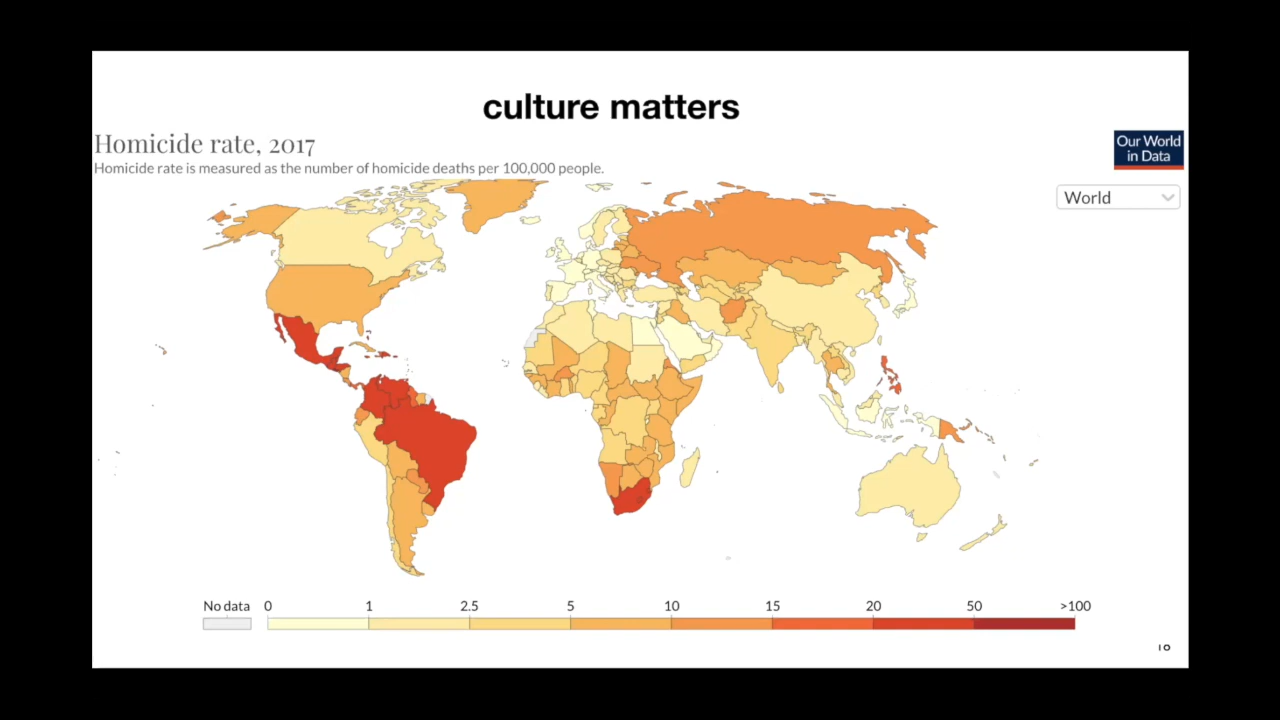 culture matters
Homicide rate, 2017
Homicide rate is measured as the number of homicide deaths per 100,000 people.
Our World
in Data
World
No data 0 1 2.5 5 10 15 20 50 >100